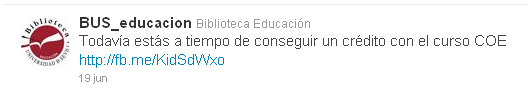 BUS_educacion Biblioteca Educación
Todavía estás a tiempo de conseguir un crédito con el curso COE
http://fb.me/KidSdWxo
19 jun
Biblioteca